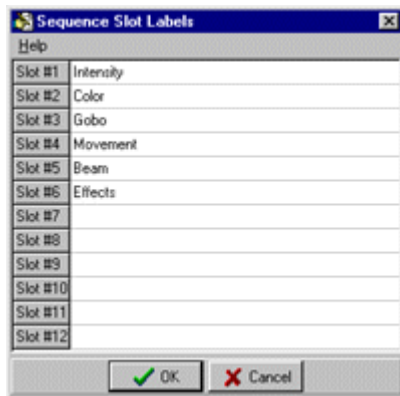 Sequence Slot Labels
Help
Slot #1 Intensity
Slot #2 Color
Slot #3 Gobo
Slot #4 Movement
Slot #5 Beam
Slot #6 Effects
Slot #7
Slot #8
Slot #9
Slot #10
Slot #11
Slot #12
OK Cancel